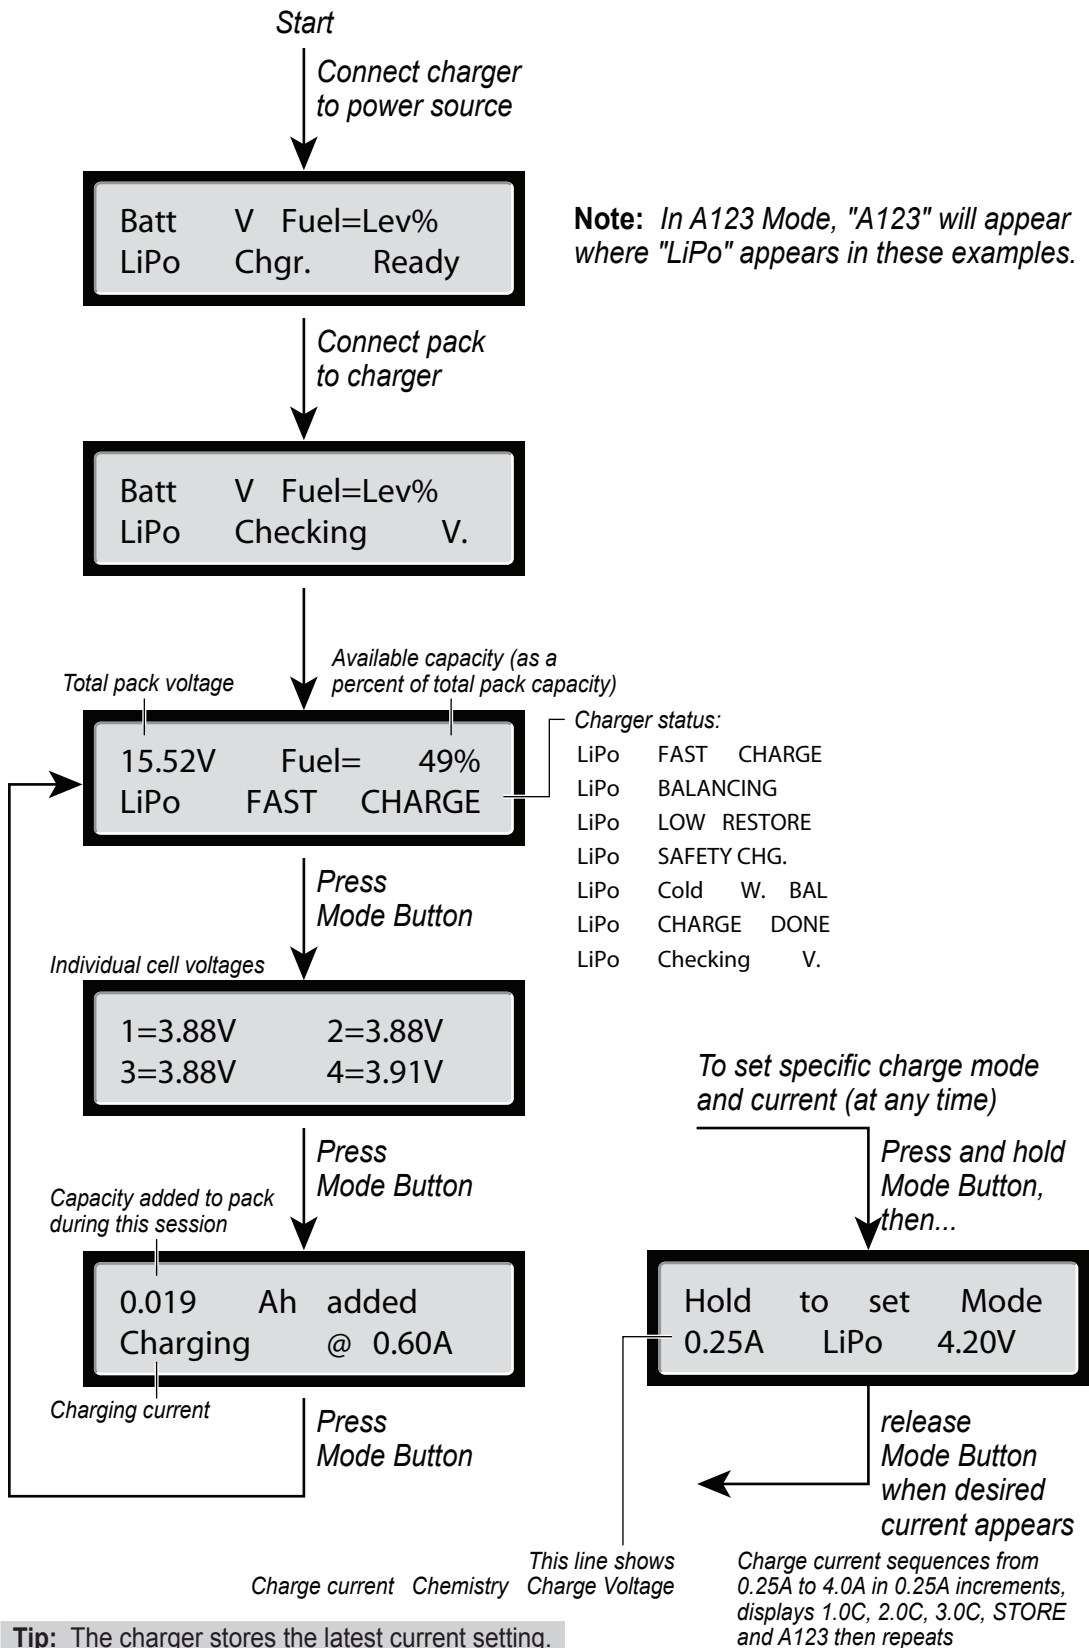 Start
Connect charger
to power source
Batt V Fuel=Lev%
LiPo Chgr. Ready
Note: In A123 Mode, "A123" will appear
where "LiPo" appears in these examples.
Connect pack
to charger
Batt V Fuel=Lev%
LiPo Checking V.
Total pack voltage
Available capacity (as a
percent of total pack capacity)
15.52V Fuel= 49%
LiPo FAST CHARGE
Charger status:
LiPo FAST CHARGE
LiPo BALANCING
LiPo LOW RESTORE
LiPo SAFETY CHG.
LiPo Cold W. BAL
LiPo CHARGE DONE
LiPo Checking V.
Press
Mode Button
Individual cell voltages
1=3.88V 2=3.88V
3=3.88V 4=3.91V
Press
Mode Button
Capacity added to pack
during this session
0.019 Ah added
Charging @ 0.60A
Charging current
Press
Mode Button
To set specific charge mode
and current (at any time)
Press and hold
Mode Button,
then...
Hold to set Mode
0.25A LiPo 4.20V
release
Mode Button
when desired
current appears
This line shows
Charge current Chemistry Charge Voltage
Charge current sequences from
0.25A to 4.0A in 0.25A increments,
displays 1.0C, 2.0C, 3.0C, STORE
and A123 then repeats
Tip: The charger stores the latest current setting.